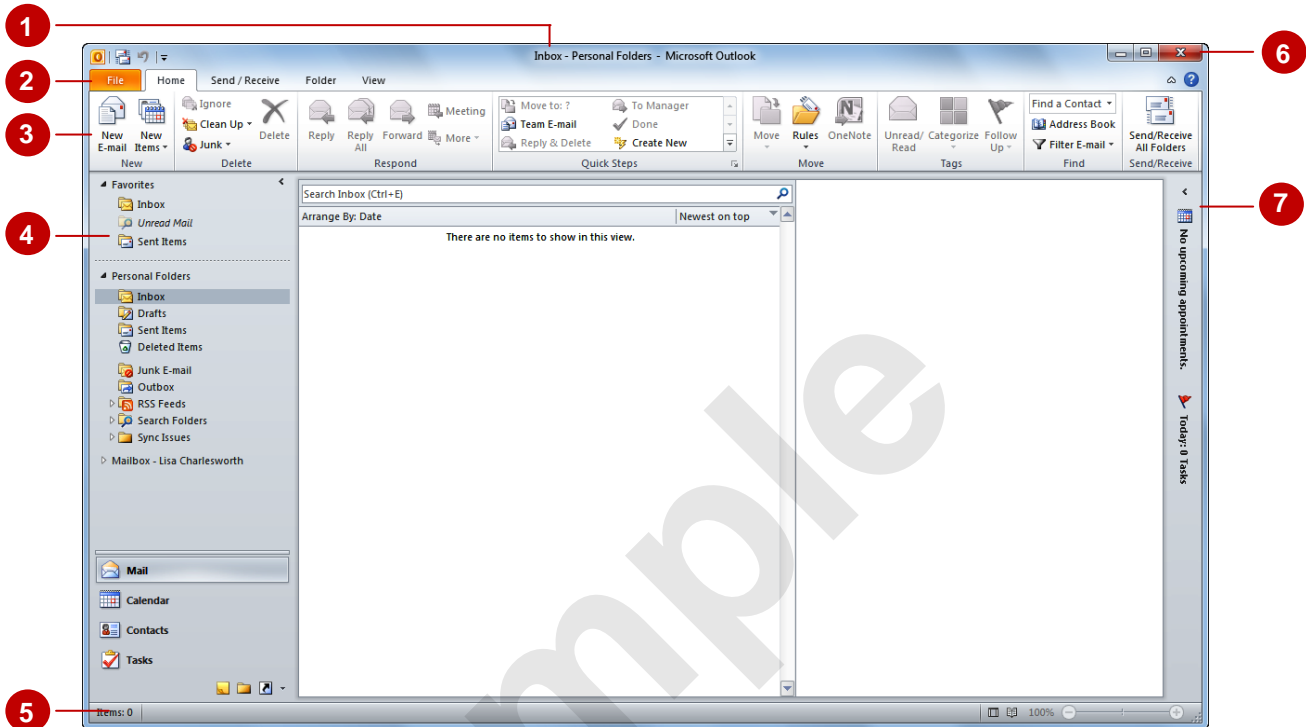 1
Inbox - Personal Folders - Microsoft Outlook
6
2
File Home Send / Receive Folder View
3
New E-mail
New Items
New
Ignore
Clean Up
Junk
Delete
Delete
Reply
Reply All
Forward
Meeting
More
Respond
Move to: ?
Team E-mail
Reply & Delete
To Manager
Done
Create New
Quick Steps
Move
Rules
OneNote
Move
Unread/ Read
Categorize
Follow Up
Tags
Find a Contact
Address Book
Filter E-mail
Find
Send/Receive All Folders
Send/Receive
4
Favorites
Inbox
Unread Mail
Sent Items
Personal Folders
Inbox
Drafts
Sent Items
Deleted Items
Junk E-mail
Outbox
RSS Feeds
Search Folders
Sync Issues
Mailbox - Lisa Charlesworth
Mail
Calendar
Contacts
Tasks
Search Inbox (Ctrl+E)
Arrange By: Date Newest on top
There are no items to show in this view.
7
No upcoming appointments.
Today: 0 Tasks
mple
5
Items: 0
100%